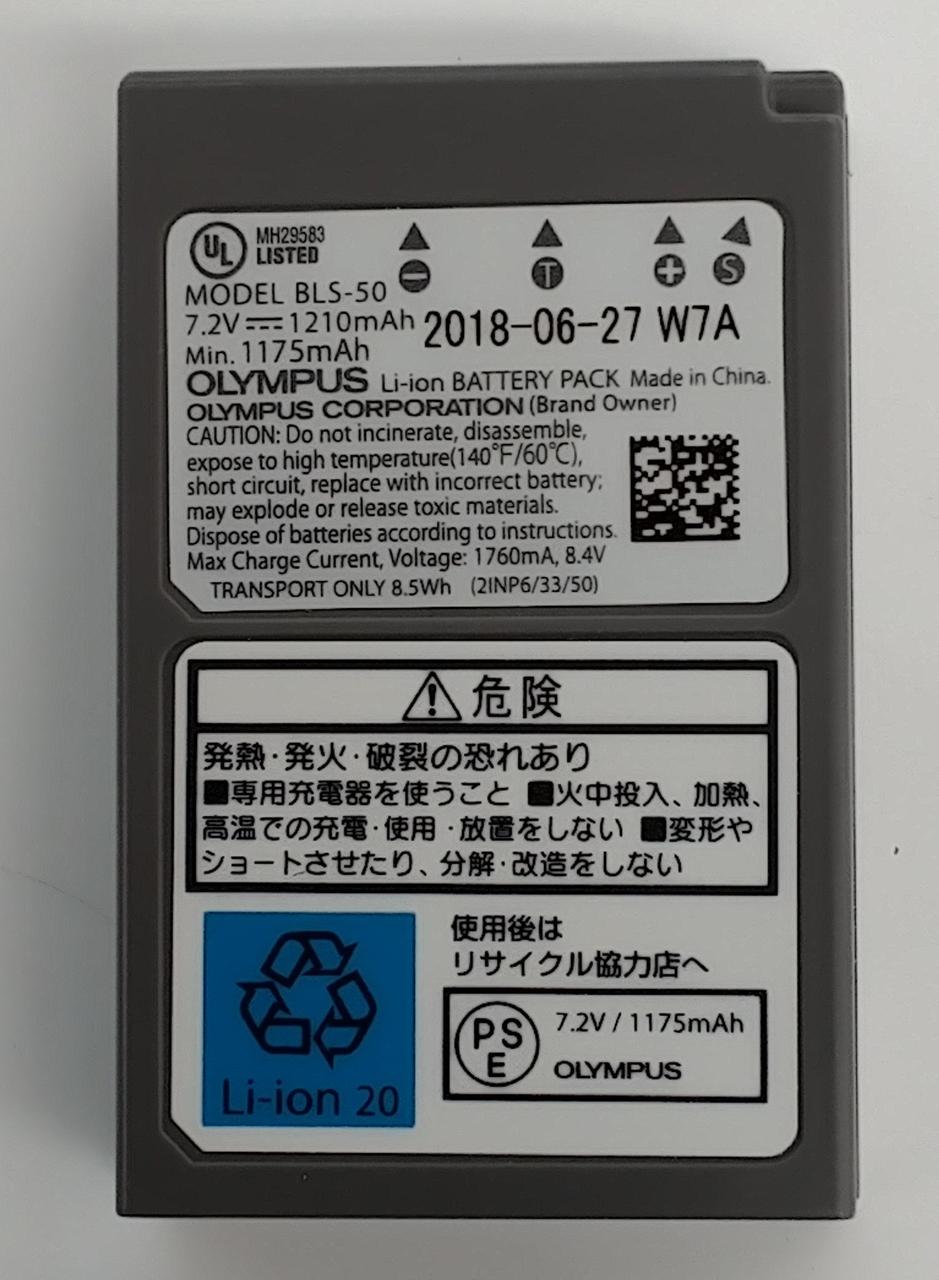 UL MH29583
LISTED
MODEL BLS-50
− T + S
7.2V 1210mAh 2018-06-27 W7A
Min. 1175mAh
OLYMPUS Li-ion BATTERY PACK Made in China.
OLYMPUS CORPORATION (Brand Owner)
CAUTION: Do not incinerate, disassemble,
expose to high temperature(140°F/60℃),
short circuit, replace with incorrect battery;
may explode or release toxic materials.
Dispose of batteries according to instructions.
Max Charge Current, Voltage: 1760mA, 8.4V
TRANSPORT ONLY 8.5Wh (2INP6/33/50)
危険
発熱·発火·破裂の恐れあり
■専用充電器を使うこと ■火中投入、加熱、
高温での充電·使用·放置をしない ■変形や
ショートさせたり、分解·改造をしない
使用後は
リサイクル協力店へ
Li-ion 20
PSE 7.2V / 1175mAh
OLYMPUS